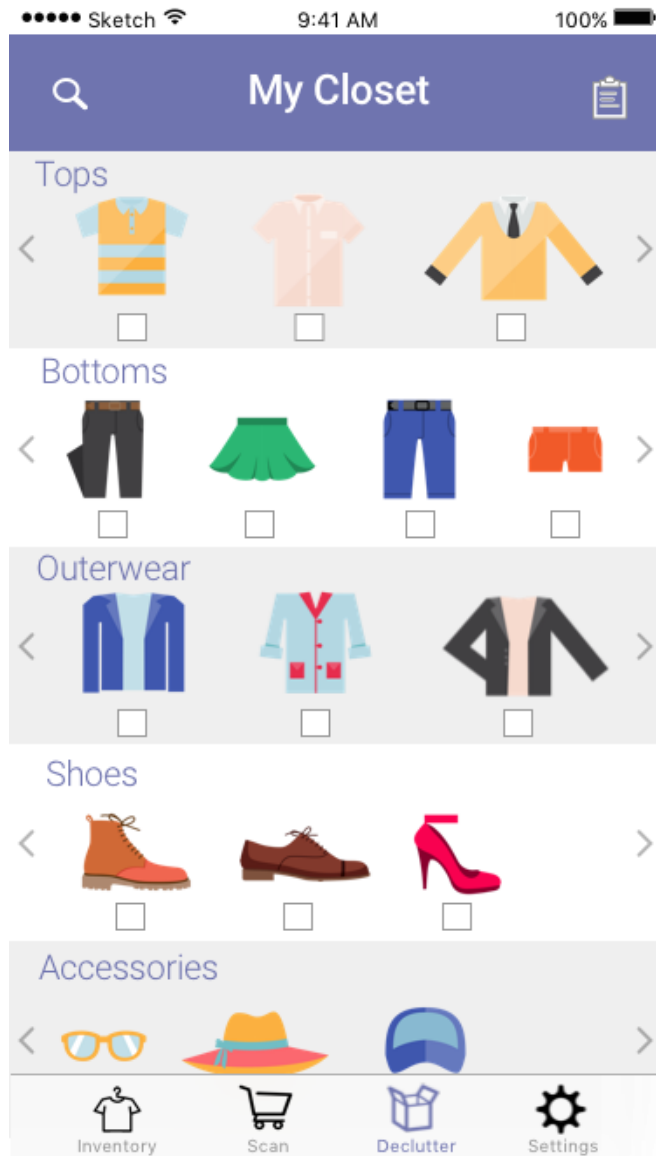 Sketch 9:41 AM 100%
My Closet
Tops
Bottoms
Outerwear
Shoes
Accessories
Inventory Scan Declutter Settings